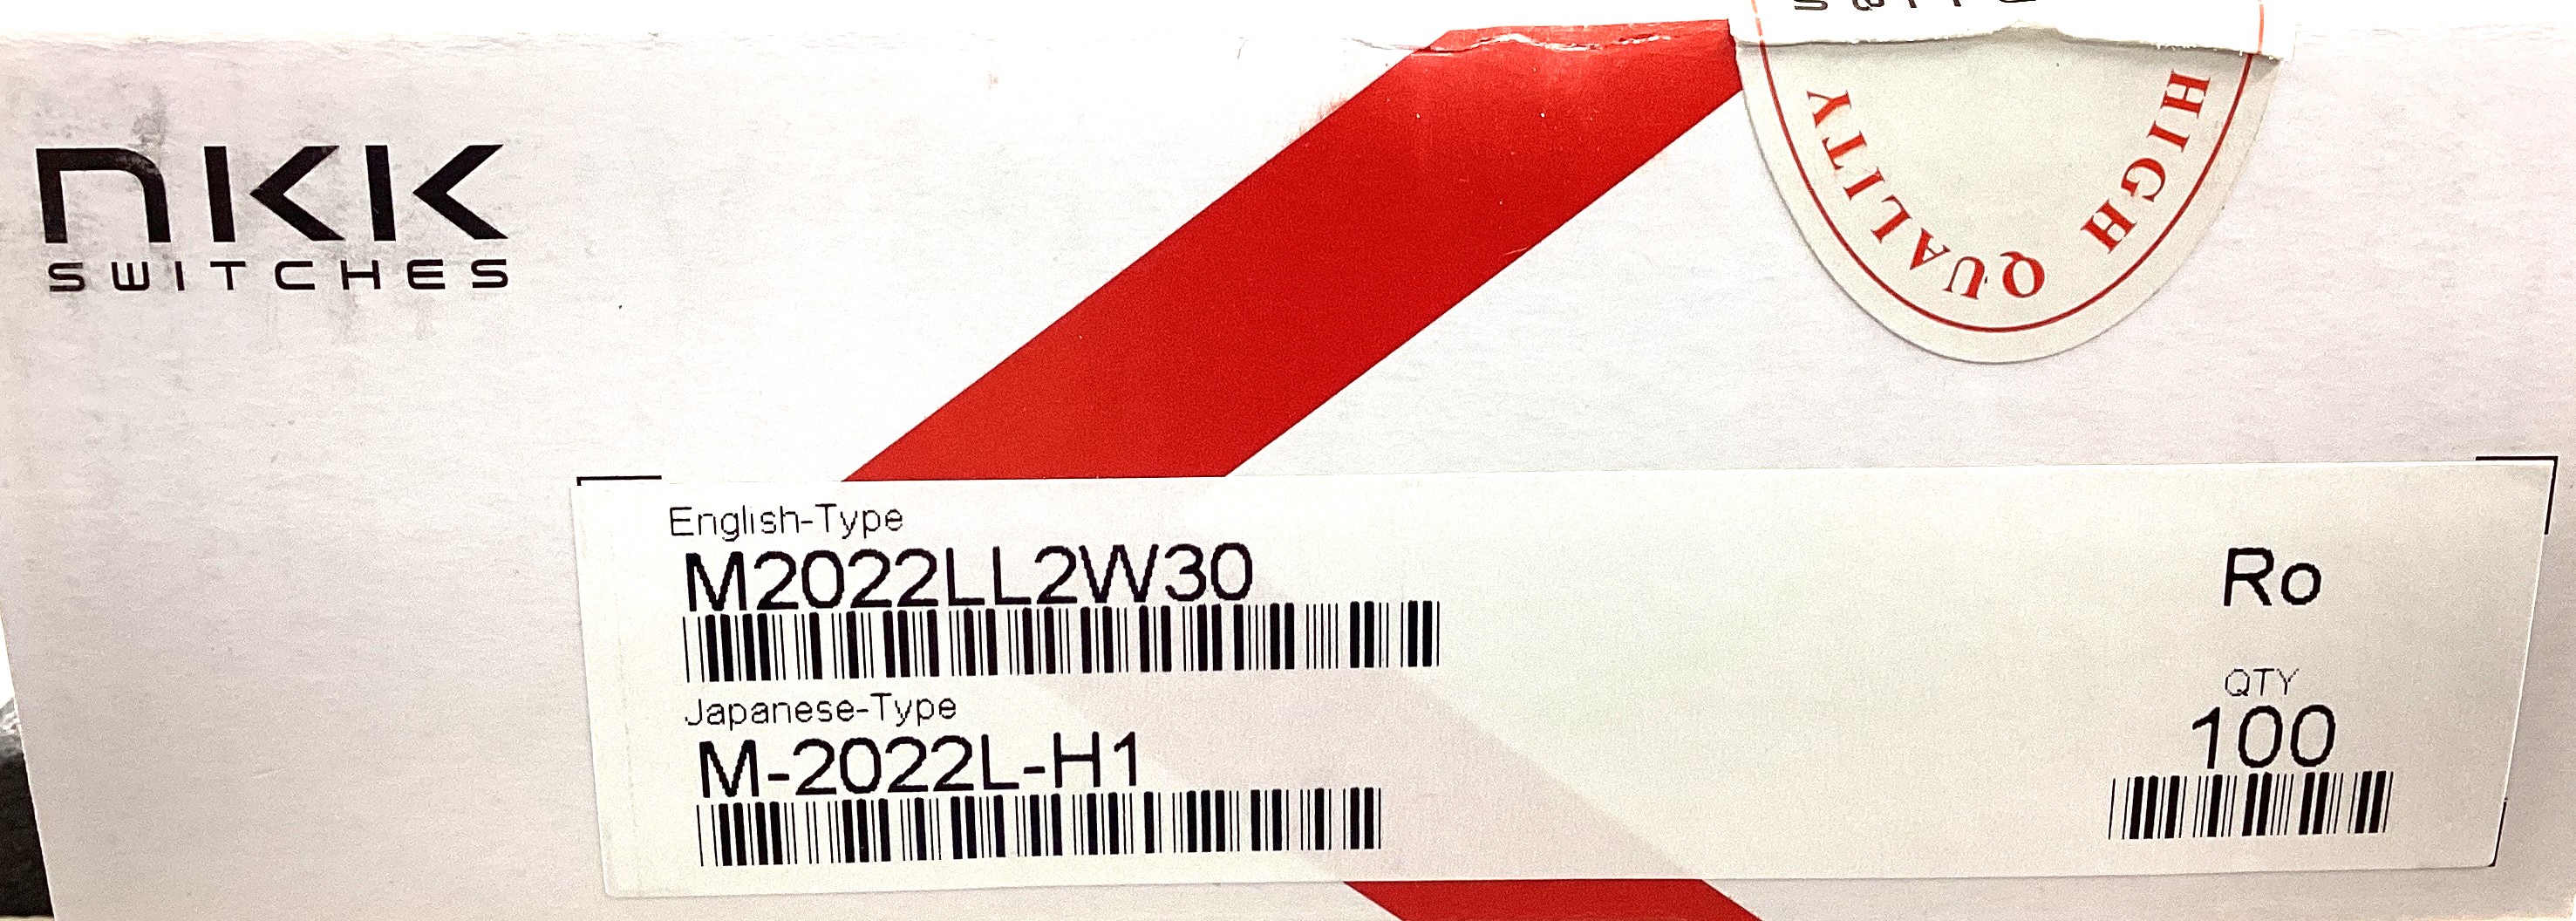 nKK
SWITCHES
HIGH QUALITY
English-Type
M2022LL2W30
Ro
Japanese-Type
M-2022L-H1
QTY
100